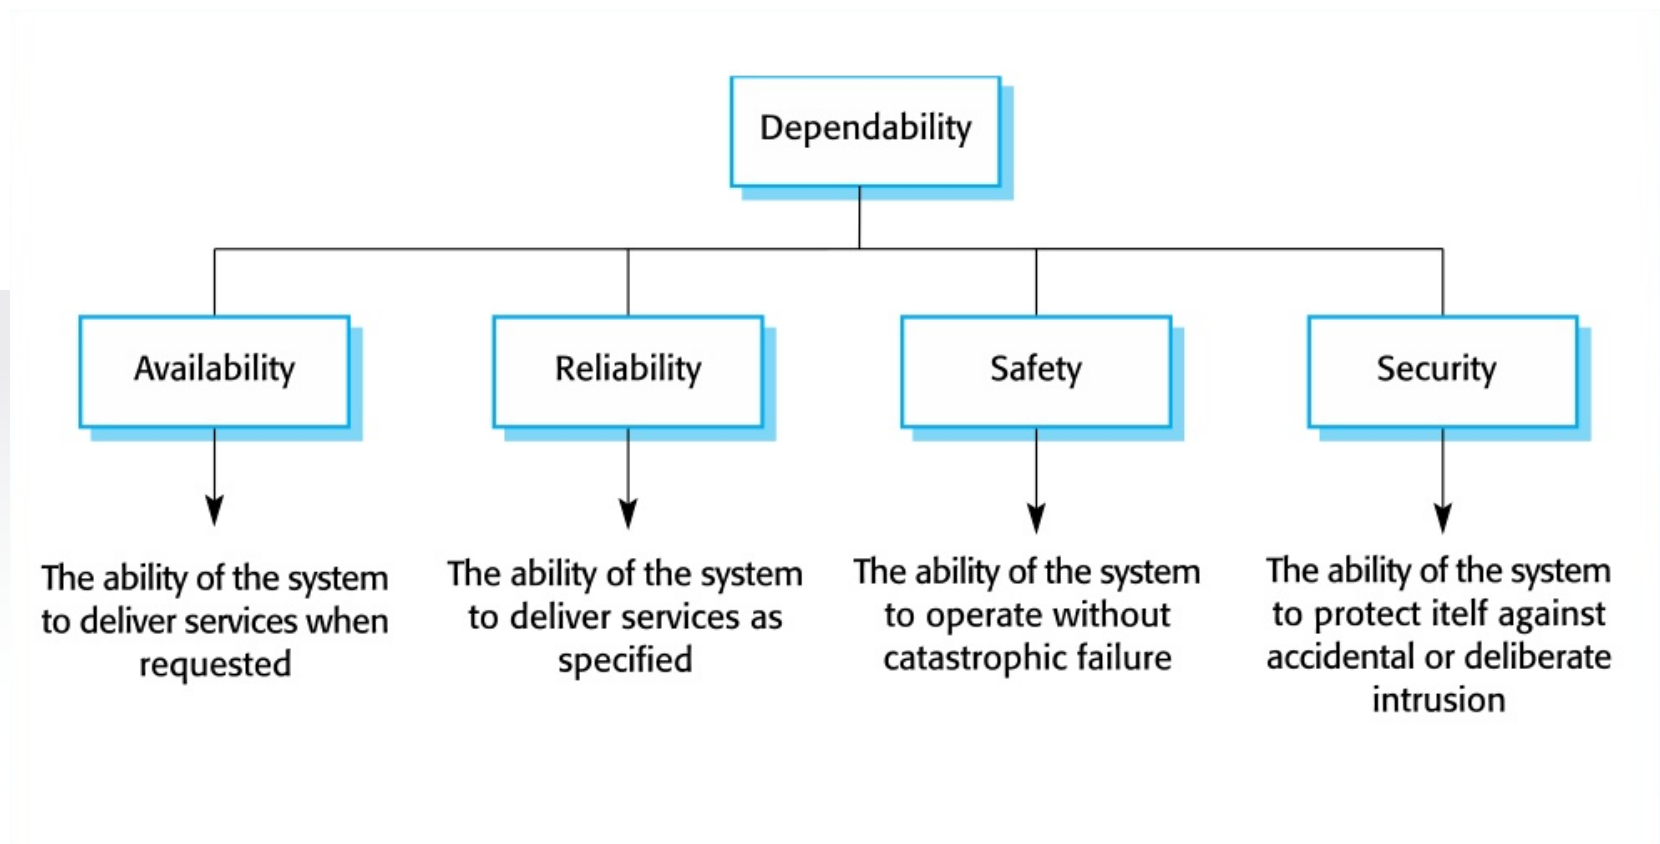 Dependability
Availability
Reliability
Safety
Security
The ability of the system
to deliver services when
requested
The ability of the system
to deliver services as
specified
The ability of the system
to operate without
catastrophic failure
The ability of the system
to protect itelf against
accidental or deliberate
intrusion